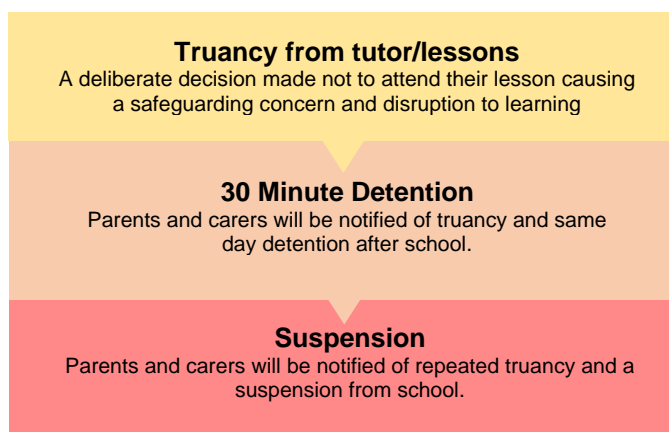 Truancy from tutor/lessons
A deliberate decision made not to attend their lesson causing
a safeguarding concern and disruption to learning
30 Minute Detention
Parents and carers will be notified of truancy and same
day detention after school.
Suspension
Parents and carers will be notified of repeated truancy and a
suspension from school.